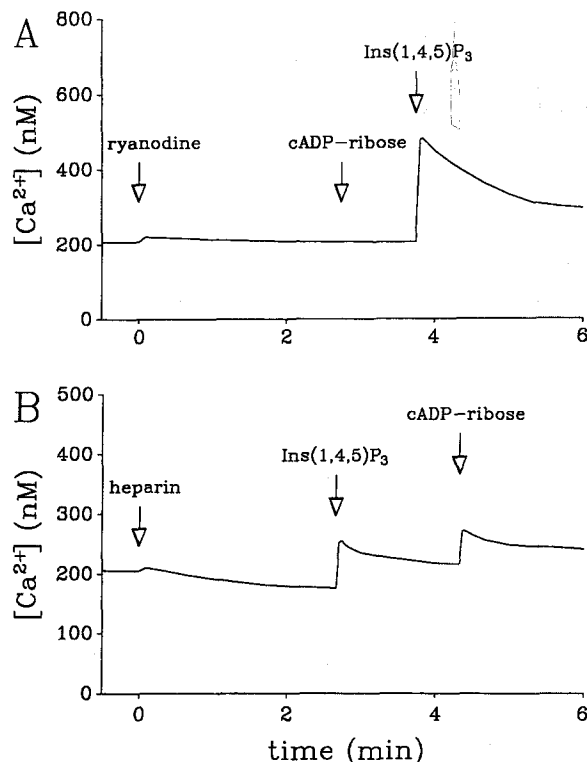 A
800
Ins(1,4,5)P₃
600
ryanodine
cADP-ribose
[Ca²⁺] (nM)
400
200
0
0 2 4 6
B
500
cADP-ribose
400
Ins(1,4,5)P₃
heparin
[Ca²⁺] (nM)
300
200
100
0
0 2 4 6
time (min)